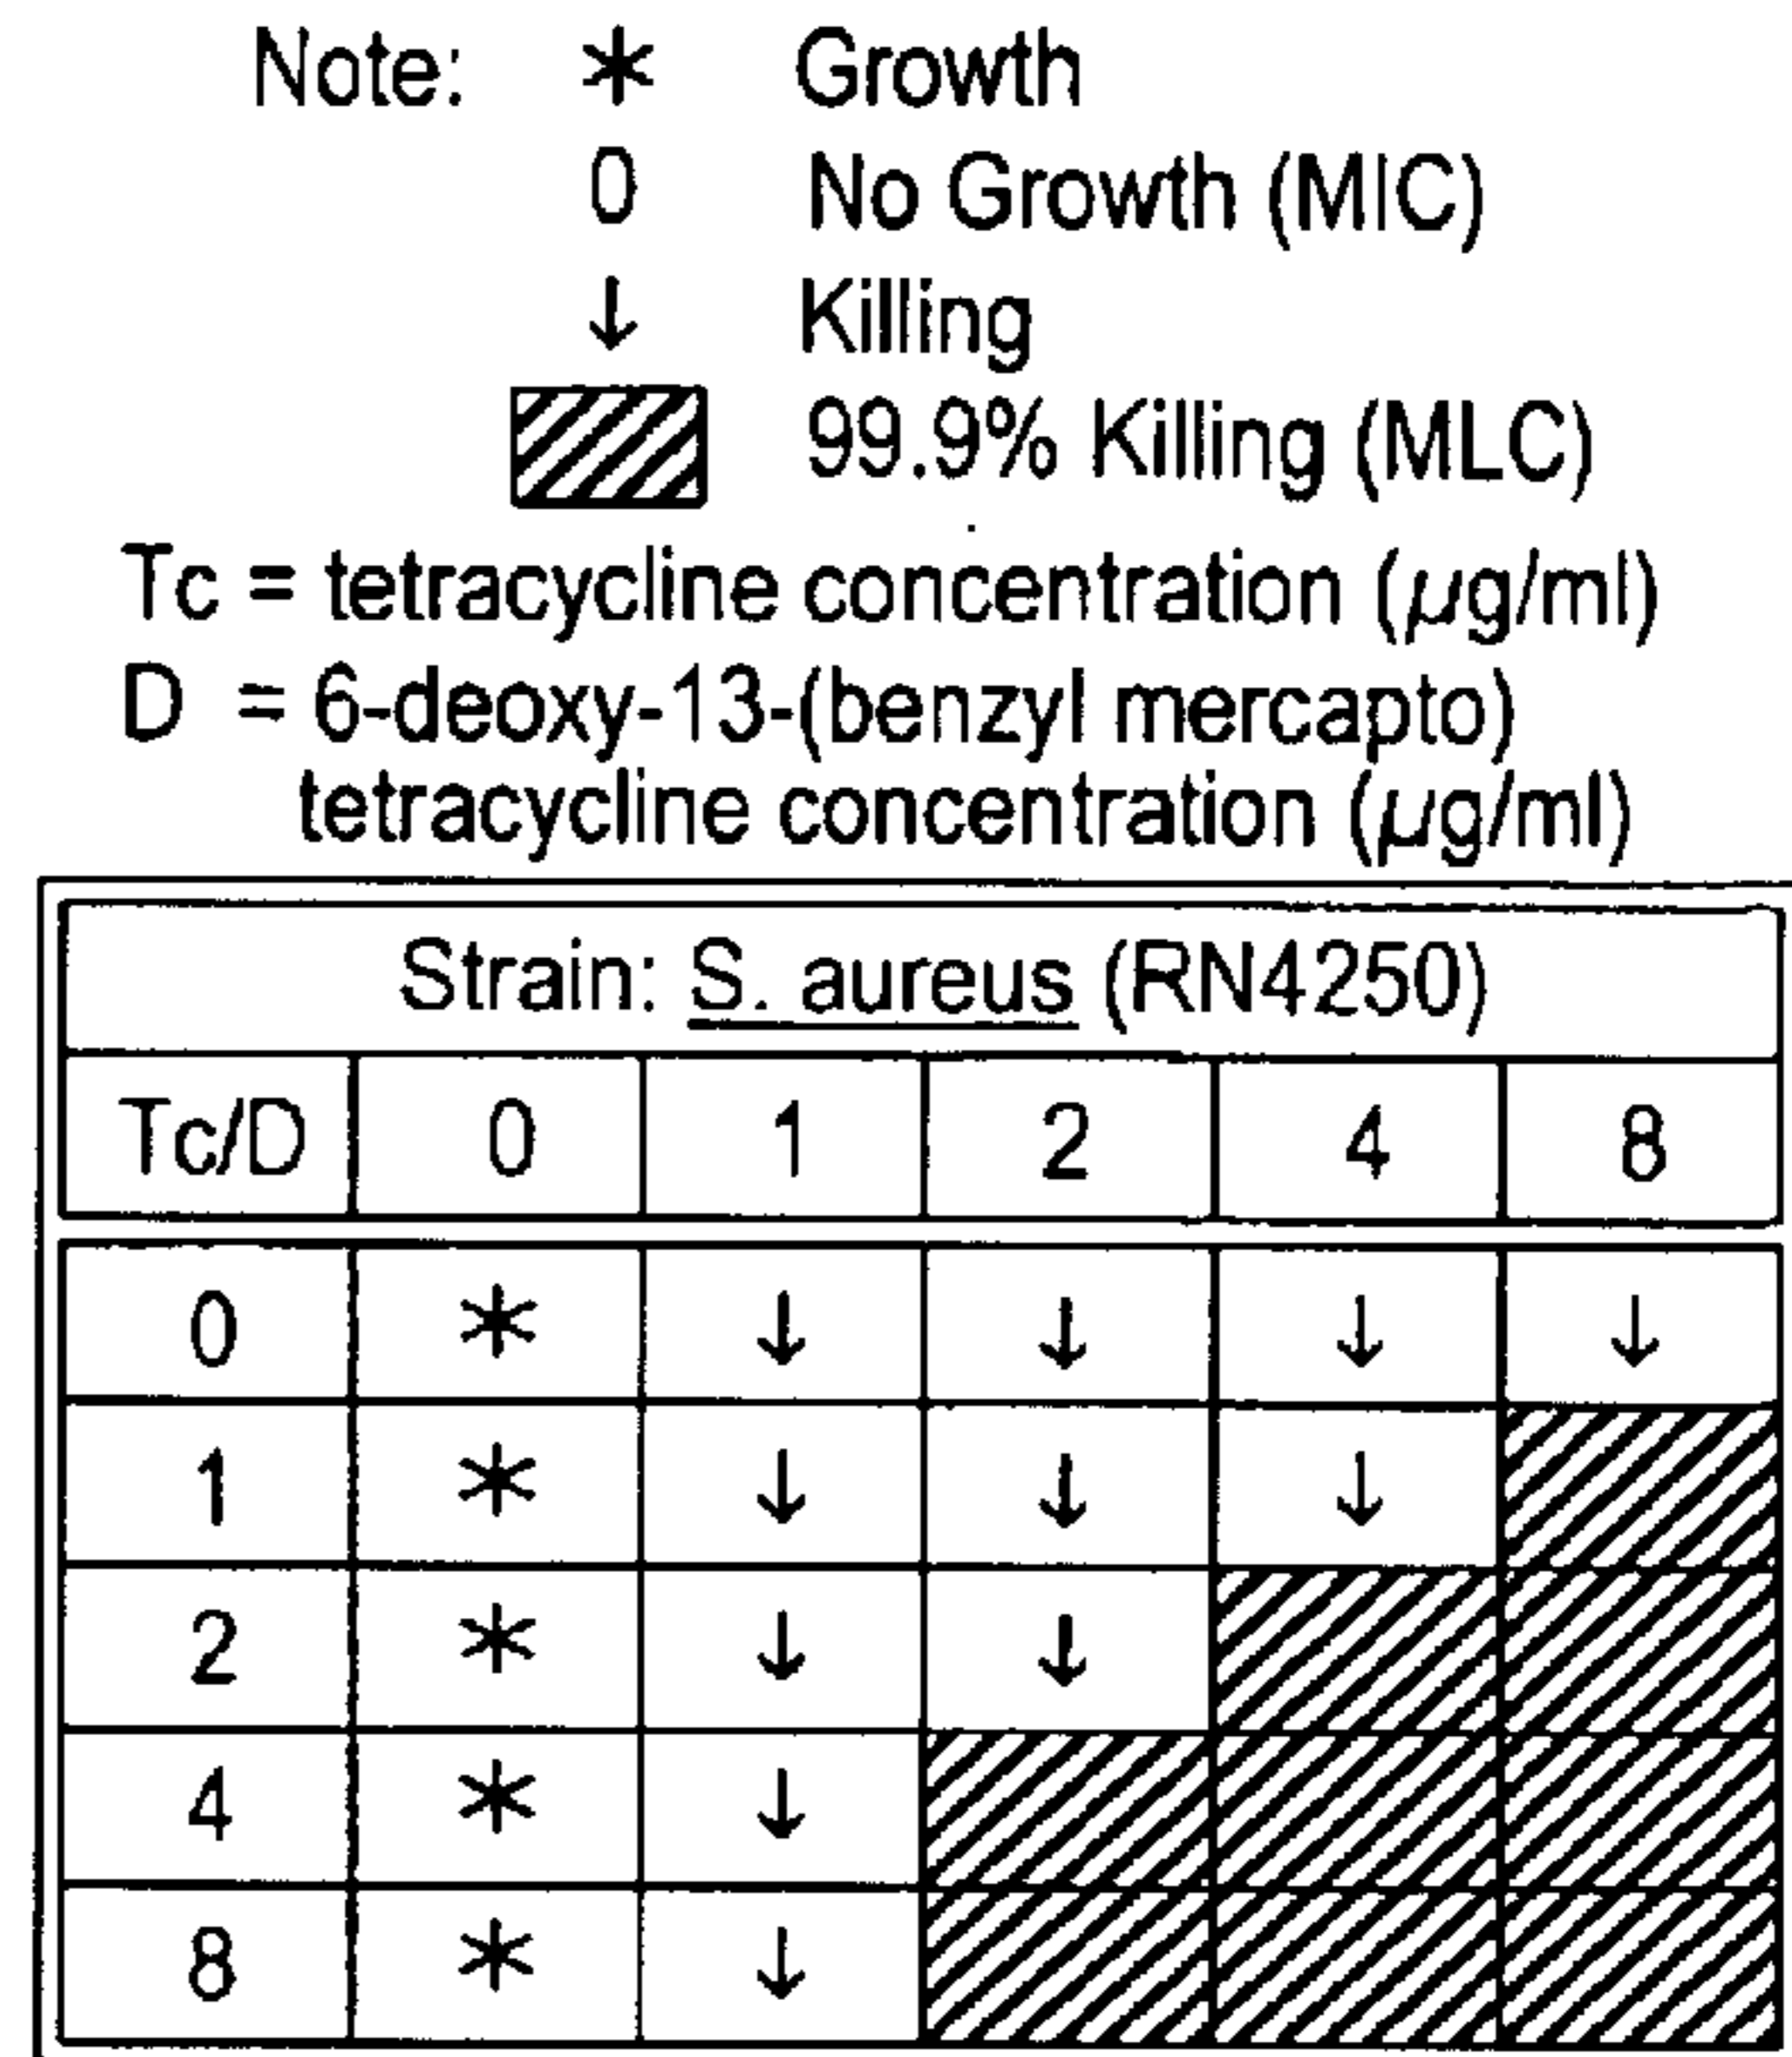 Note: * Growth
0 No Growth (MIC)
↓ Killing
99.9% Killing (MLC)
Tc = tetracycline concentration (µg/ml)
D = 6-deoxy-13-(benzyl mercapto)
tetracycline concentration (µg/ml)
Strain: S. aureus (RN4250)
Tc/D 0 1 2 4 8
0 * ↓ ↓ ↓ ↓
1 * ↓ ↓ ↓
2 * ↓ ↓
4 * ↓
8 * ↓